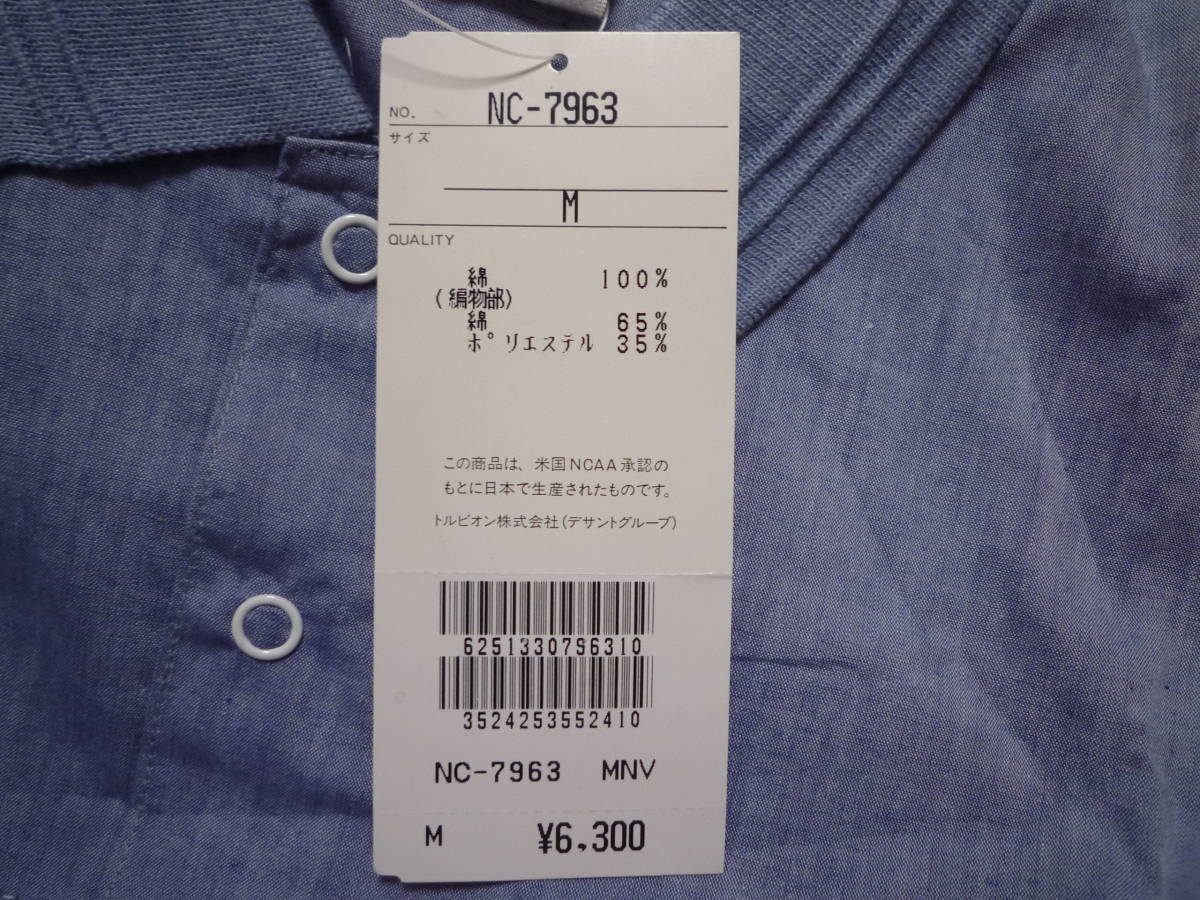 NO. NC-7963
サイズ
M
QUALITY
綿 100%
(編物部)
綿 65%
ポリエステル 35%
この商品は、米国NCAA承認の
もとに日本で生産されたものです。
トルビオン株式会社(デサントグループ)
6251330796310
3524253552410
NC-7963 MNV
M ¥6,300